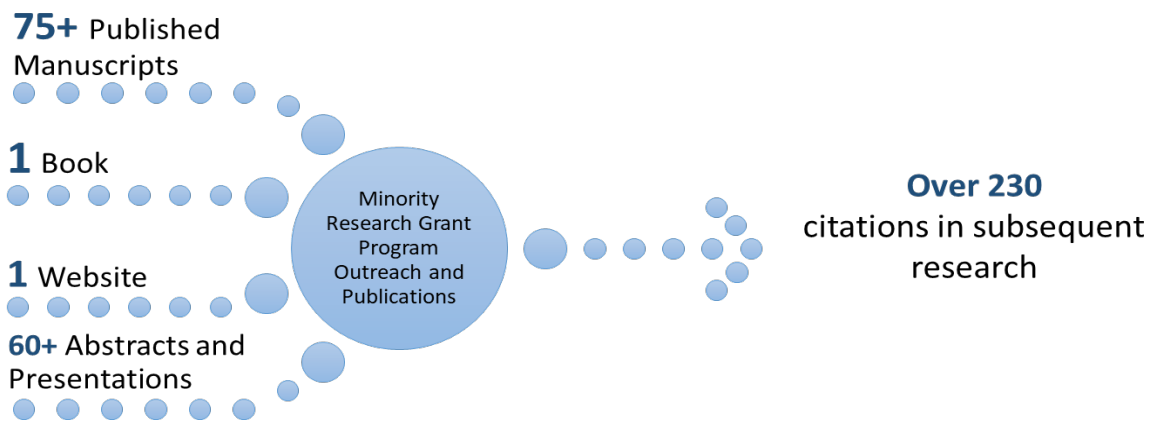 75+ Published
Manuscripts
1 Book
1 Website
60+ Abstracts and
Presentations
Minority
Research Grant
Program
Outreach and
Publications
Over 230
citations in subsequent
research